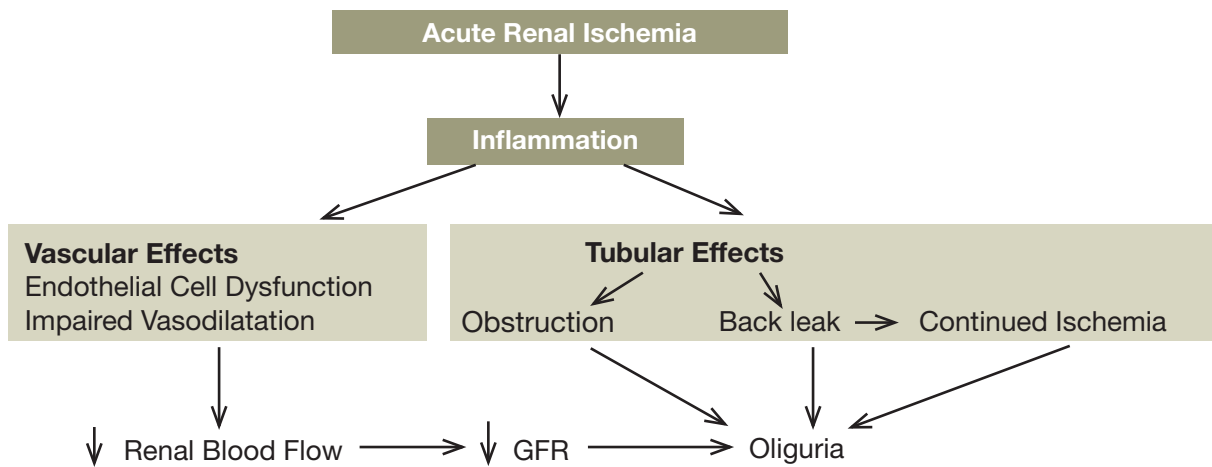 Acute Renal Ischemia
Inflammation
Vascular Effects
Endothelial Cell Dysfunction
Impaired Vasodilatation
Tubular Effects
Obstruction
Back leak
Continued Ischemia
Renal Blood Flow
GFR
Oliguria